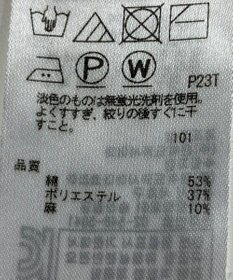 P
W
P23T
淡色のものは無蛍光洗剤を使用。
よくすすぎ、絞りの後すぐに干
すこと。
101
品質
綿 53%
ポリエステル 37%
麻 10%